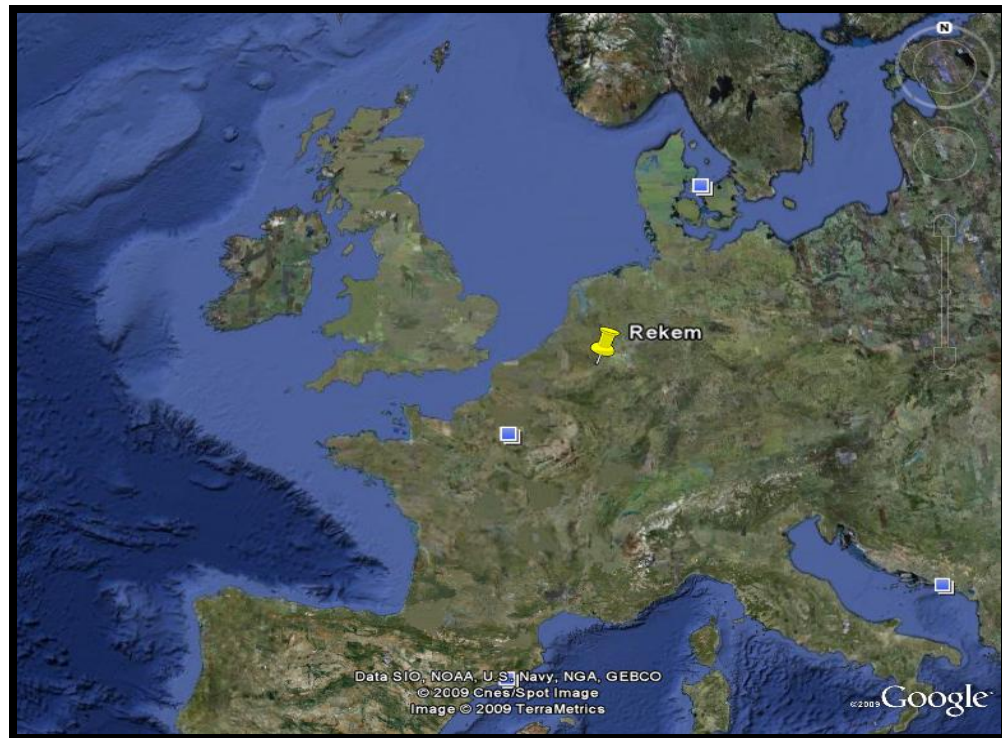 N
Rekem
Data SIO, NOAA, U.S. Navy, NGA, GEBCO
© 2009 Cnes/Spot Image
Image © 2009 TerraMetrics
©2009 Google